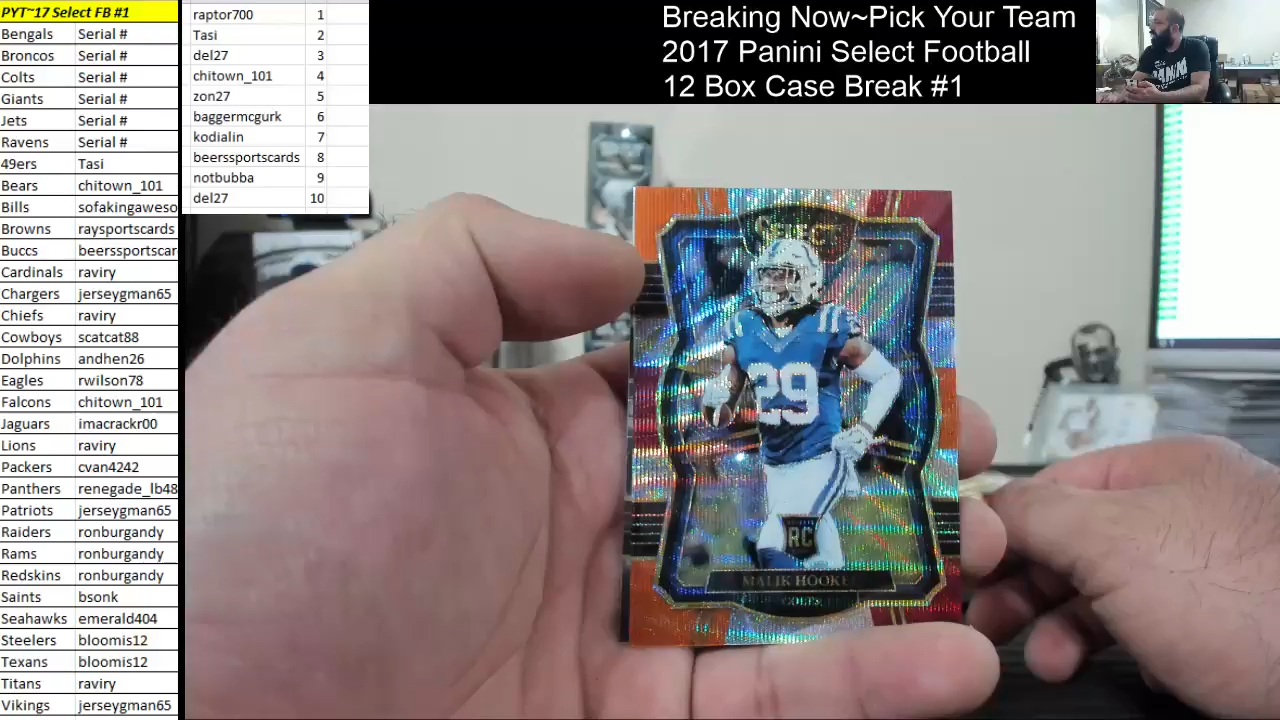 PYT~17 Select FB #1
Bengals Serial #
Broncos Serial #
Colts Serial #
Giants Serial #
Jets Serial #
Ravens Serial #
49ers Tasi
Bears chitown_101
Bills sofakingaweso
Browns raysportscards
Buccs beerssportscar
Cardinals raviry
Chargers jerseygman65
Chiefs raviry
Cowboys scatcat88
Dolphins andhen26
Eagles rwilson78
Falcons chitown_101
Jaguars imacrackr00
Lions raviry
Packers cvan4242
Panthers renegade_lb48
Patriots jerseygman65
Raiders ronburgandy
Rams ronburgandy
Redskins ronburgandy
Saints bsonk
Seahawks emerald404
Steelers bloomis12
Texans bloomis12
Titans raviry
Vikings jerseygman65
raptor700 1
Tasi 2
del27 3
chitown_101 4
zon27 5
baggermcgurk 6
kodialin 7
beerssportscards 8
notbubba 9
del27 10
Breaking Now~Pick Your Team
2017 Panini Select Football
12 Box Case Break #1
Select
29
RC
MALIK HOOKER
COLTS